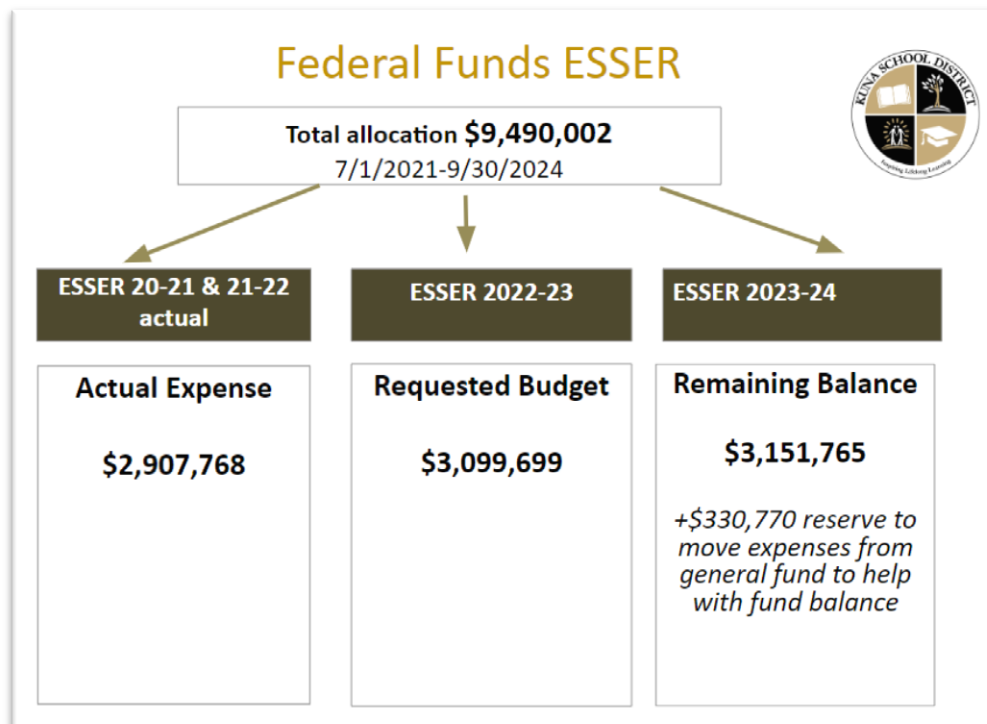 Federal Funds ESSER
KUNA SCHOOL DISTRICT
Inspiring Lifelong Learning
Total allocation $9,490,002
7/1/2021-9/30/2024
ESSER 20-21 & 21-22
actual
ESSER 2022-23
ESSER 2023-24
Actual Expense
$2,907,768
Requested Budget
$3,099,699
Remaining Balance
$3,151,765
+$330,770 reserve to
move expenses from
general fund to help
with fund balance